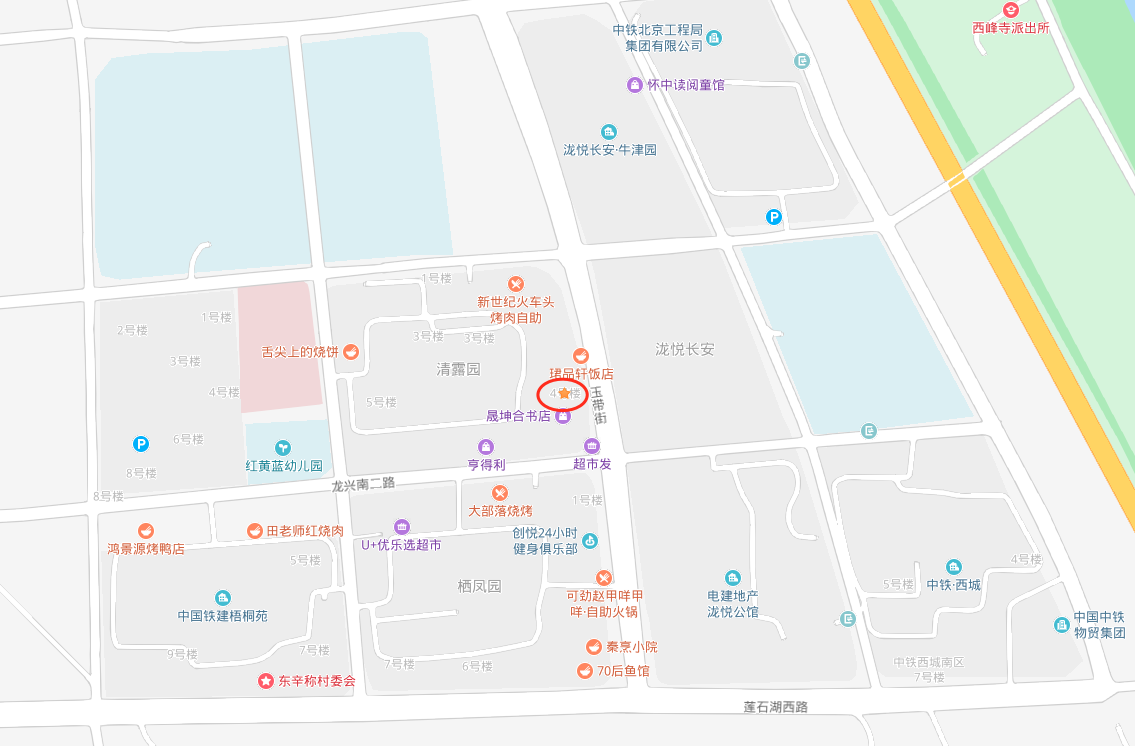 西峰寺派出所
中铁北京工程局
集团有限公司
怀中读阅童馆
泷悦长安·牛津园
P
1号楼
新世纪火车头
烤肉自助
1号楼
2号楼
3号楼
3号楼
3号楼
舌尖上的烧饼
泷悦长安
清露园
珺品轩饭店
4号楼
4号楼
5号楼
玉带街
晟坤合书店
6号楼
P
红黄蓝幼儿园
亨得利
超市发
8号楼
龙兴南二路
8号楼
大部落烧烤
1号楼
田老师红烧肉
鸿景源烤鸭店
U+优乐选超市
创悦24小时
健身俱乐部
5号楼
4号楼
栖凤园
5号楼
中铁·西城
可劲赵甲咩甲
咩·自助火锅
电建地产
泷悦公馆
中国铁建梧桐苑
中国中铁
物贸集团
9号楼
7号楼
秦烹小院
7号楼
6号楼
70后鱼馆
中铁西城南区
7号楼
东辛称村委会
莲石湖西路